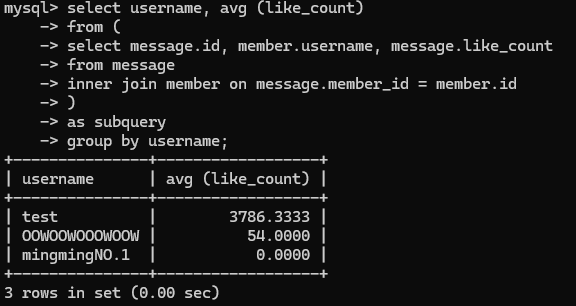 mysql> select username, avg (like_count)
    -> from (
    -> select message.id, member.username, message.like_count
    -> from message
    -> inner join member on message.member_id = member.id
    -> )
    -> as subquery
    -> group by username;
+--------------+------------------+
| username     | avg (like_count) |
+--------------+------------------+
| test         |        3786.3333 |
| OOWOOWOOOWOOW |          54.0000 |
| mingmingNO.1 |           0.0000 |
+--------------+------------------+
3 rows in set (0.00 sec)